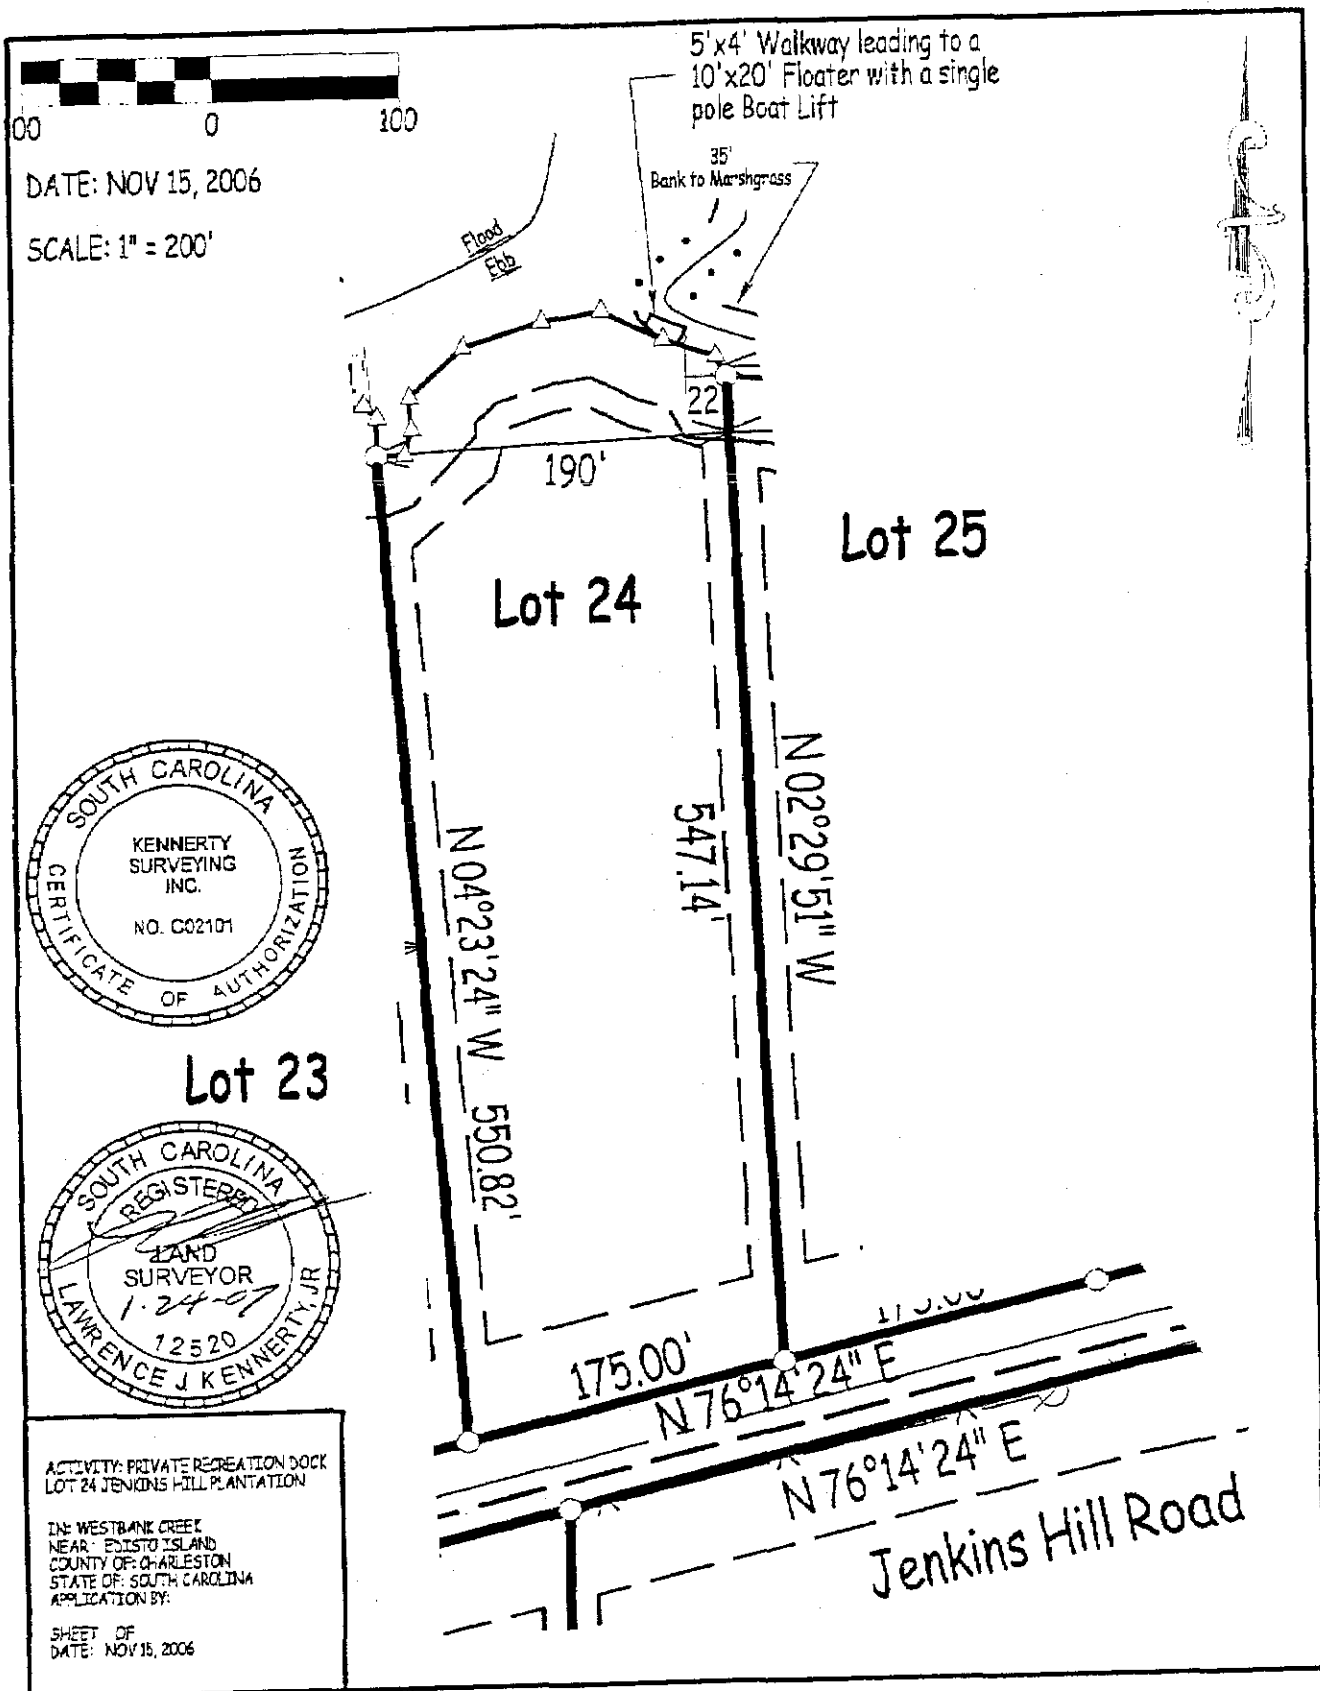 5'x4' Walkway leading to a
10'x20' Floater with a single
pole Boat Lift
00 0 100
35'
Bank to Marshgrass
DATE: NOV 15, 2006
SCALE: 1" = 200'
Flood
Ebb
22
190'
Lot 25
Lot 24
N 02°29'51" W
547.14'
N 04°23'24" W 550.82'
SOUTH CAROLINA
KENNERTY
SURVEYING
INC.
NO. C02101
CERTIFICATE OF AUTHORIZATION
Lot 23
SOUTH CAROLINA
REGISTERED
LAND
SURVEYOR
1-24-07
12520
LAWRENCE J KENNERTY, JR
175.00'
N 76°14'24" E
N 76°14'24" E
Jenkins Hill Road
ACTIVITY: PRIVATE RECREATION DOCK
LOT 24 JENKINS HILL PLANTATION
IN: WESTBANK CREEK
NEAR: EDISTO ISLAND
COUNTY OF: CHARLESTON
STATE OF: SOUTH CAROLINA
APPLICATION BY:
SHEET OF
DATE: NOV 15, 2006